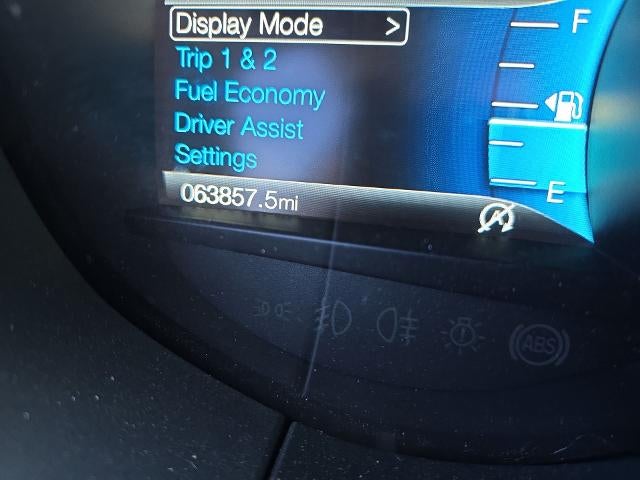 Display Mode >
Trip 1 & 2
Fuel Economy
Driver Assist
Settings
063857.5mi
F
E
A
ABS